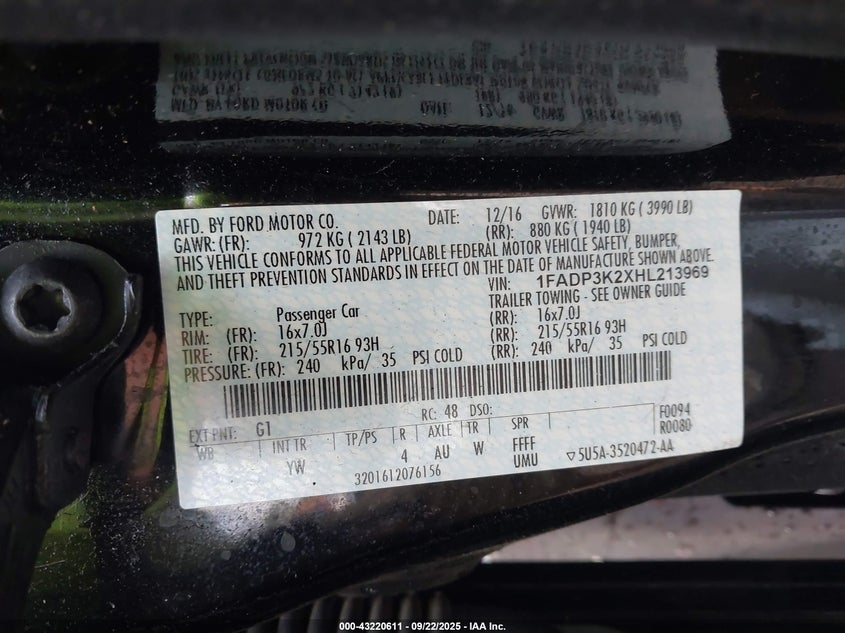 MFD. BY FORD MOTOR CO. DATE: 12/16 GVWR: 1810 KG ( 3990 LB)
GAWR: (FR): 972 KG ( 2143 LB) (RR): 880 KG ( 1940 LB)
THIS VEHICLE CONFORMS TO ALL APPLICABLE FEDERAL MOTOR VEHICLE SAFETY, BUMPER,
AND THEFT PREVENTION STANDARDS IN EFFECT ON THE DATE OF MANUFACTURE SHOWN ABOVE.
VIN: 1FADP3K2XHL213969
TRAILER TOWING - SEE OWNER GUIDE
TYPE: Passenger Car
RIM: (FR): 16x7.0J (RR): 16x7.0J
TIRE: (FR): 215/55R16 93H (RR): 215/55R16 93H
PRESSURE: (FR): 240 kPa/ 35 PSI COLD (RR): 240 kPa/ 35 PSI COLD
EXT PNT: G1 RC: 48 DSO: F0094
R0080
WB INT TR TP/PS R AXLE TR SPR
YW 4 AU W FFFF
UMU
3201612076156 ▽5U5A-3520472-AA
000-43220611 - 09/22/2025 - IAA Inc.